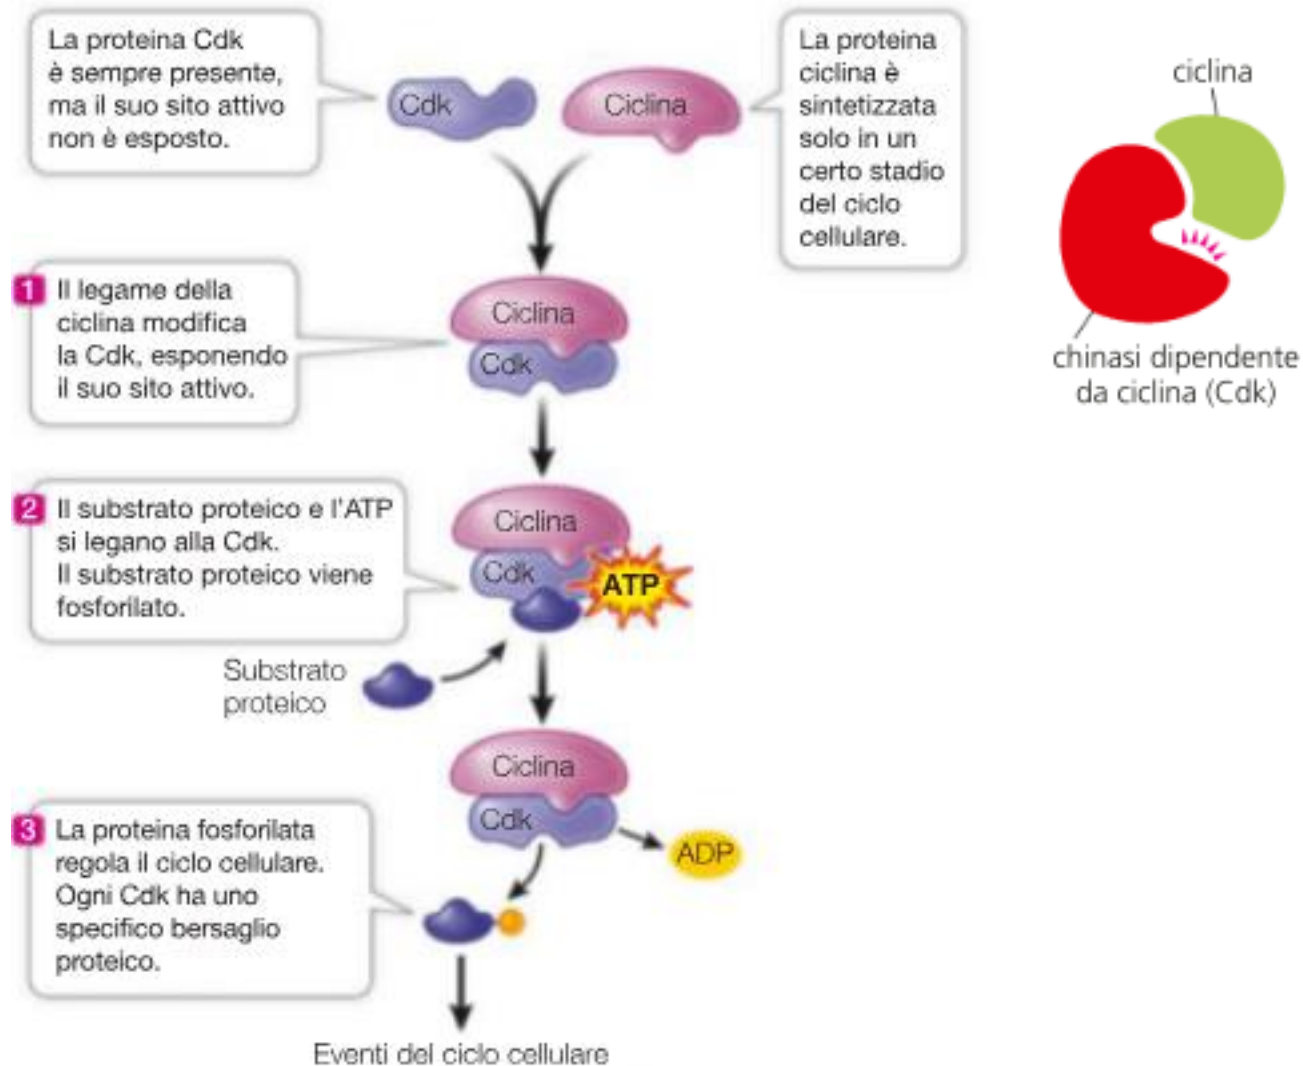 La proteina Cdk
è sempre presente,
ma il suo sito attivo
non è esposto.
Cdk
Ciclina
La proteina
ciclina è
sintetizzata
solo in un
certo stadio
del ciclo
cellulare.
ciclina
chinasi dipendente
da ciclina (Cdk)
1 Il legame della
ciclina modifica
la Cdk, esponendo
il suo sito attivo.
Ciclina
Cdk
2 Il substrato proteico e l'ATP
si legano alla Cdk.
Il substrato proteico viene
fosforilato.
Ciclina
Cdk
ATP
Substrato
proteico
Ciclina
Cdk
ADP
3 La proteina fosforilata
regola il ciclo cellulare.
Ogni Cdk ha uno
specifico bersaglio
proteico.
Eventi del ciclo cellulare